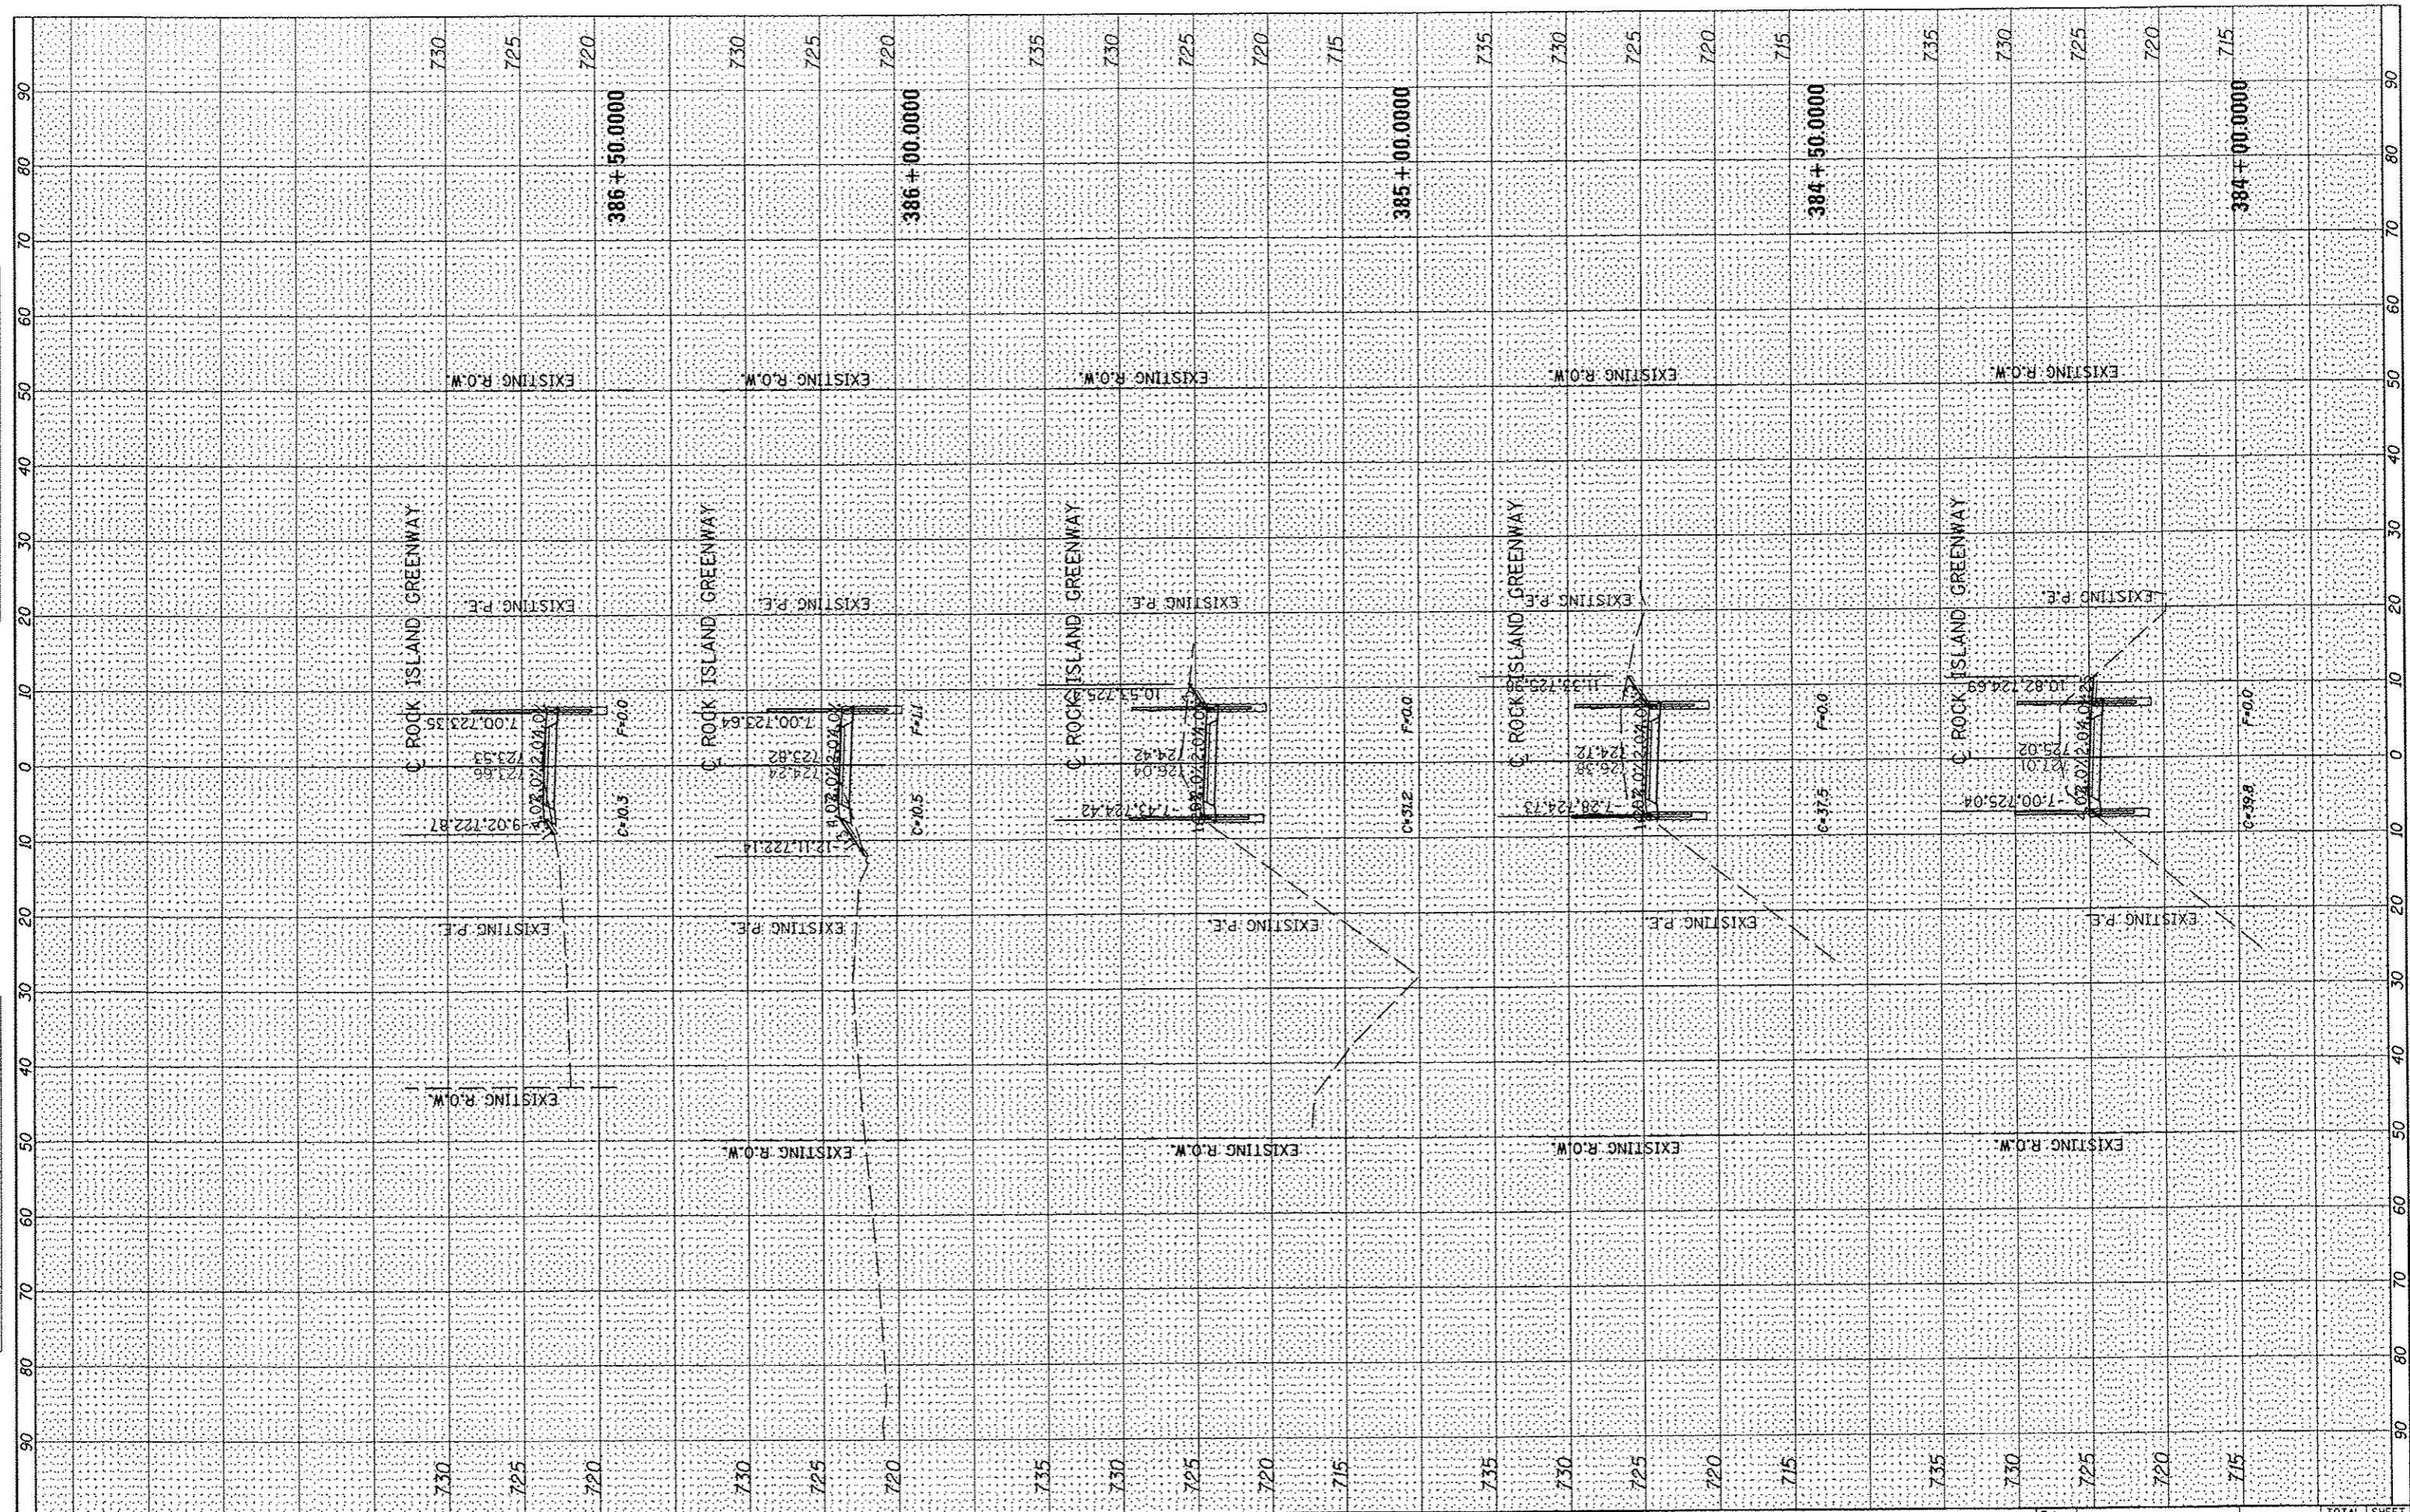 90 80 70 60 50 40 30 20 10 0 10 20 30 40 50 60 70 80 90
730 725 720
386+50.0000
EXISTING R.O.W.
EXISTING P.E.
℄ ROCK ISLAND GREENWAY
7.00,723.35
723.53
723.66
-9.02,722.87
F=0.0
C=10.3
EXISTING P.E.
EXISTING R.O.W.
730 725 720
730 725 720
386+00.0000
EXISTING R.O.W.
EXISTING P.E.
℄ ROCK ISLAND GREENWAY
7.00,723.64
723.82
724.24
-12.11,722.14
F=1.1
C=10.5
EXISTING P.E.
EXISTING R.O.W.
730 725 720
735 730 725 720 715
385+00.0000
EXISTING R.O.W.
EXISTING P.E.
℄ ROCK ISLAND GREENWAY
10.53,725.42
724.42
726.04
-7.43,724.42
F=0.0
C=31.2
EXISTING P.E.
EXISTING R.O.W.
735 730 725 720 715
735 730 725 720 715
384+50.0000
EXISTING R.O.W.
EXISTING P.E.
℄ ROCK ISLAND GREENWAY
724.72
726.38
-7.28,724.73
F=0.0
C=37.5
EXISTING P.E.
EXISTING R.O.W.
735 730 725 720 715
735 730 725 720 715
384+00.0000
EXISTING R.O.W.
EXISTING P.E.
℄ ROCK ISLAND GREENWAY
10.82,724.69
725.02
727.01
-7.00,725.04
F=0.0
C=39.8
EXISTING P.E.
EXISTING R.O.W.
735 730 725 720 715
90 80 70 60 50 40 30 20 10 0 10 20 30 40 50 60 70 80 90